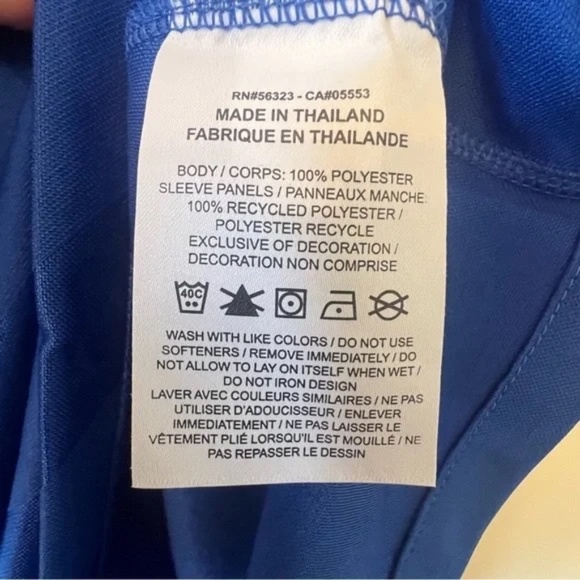 RN#56323 - CA#05553
MADE IN THAILAND
FABRIQUE EN THAILANDE
BODY / CORPS: 100% POLYESTER
SLEEVE PANELS / PANNEAUX MANCHE:
100% RECYCLED POLYESTER /
POLYESTER RECYCLE
EXCLUSIVE OF DECORATION /
DECORATION NON COMPRISE
40C
WASH WITH LIKE COLORS / DO NOT USE
SOFTENERS / REMOVE IMMEDIATELY / DO
NOT ALLOW TO LAY ON ITSELF WHEN WET /
DO NOT IRON DESIGN
LAVER AVEC COULEURS SIMILAIRES / NE PAS
UTILISER D'ADOUCISSEUR / ENLEVER
IMMEDIATEMENT / NE PAS LAISSER LE
VÊTEMENT PLIÉ LORSQU'IL EST MOUILLÉ / NE
PAS REPASSER LE DESSIN